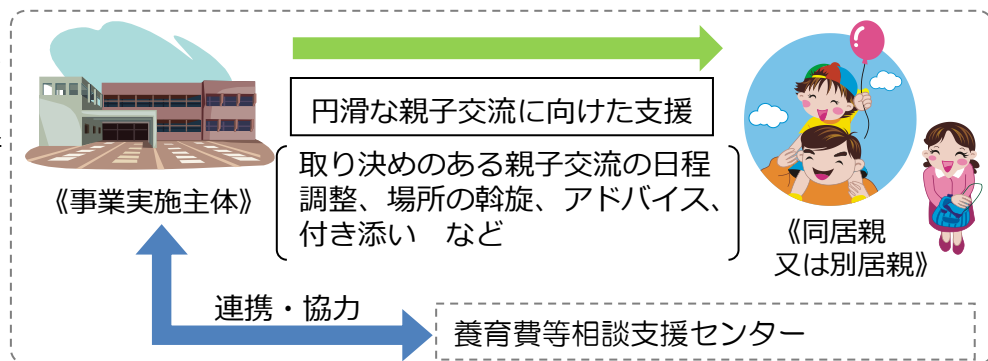 円滑な親子交流に向けた支援
取り決めのある親子交流の日程
調整、場所の斡旋、アドバイス、
付き添い　など
《事業実施主体》
《同居親
又は別居親》
連携・協力
養育費等相談支援センター